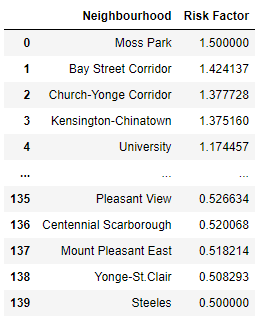 Neighbourhood Risk Factor
0 Moss Park 1.500000
1 Bay Street Corridor 1.424137
2 Church-Yonge Corridor 1.377728
3 Kensington-Chinatown 1.375160
4 University 1.174457
... ... ...
135 Pleasant View 0.526634
136 Centennial Scarborough 0.520068
137 Mount Pleasant East 0.518214
138 Yonge-St.Clair 0.508293
139 Steeles 0.500000